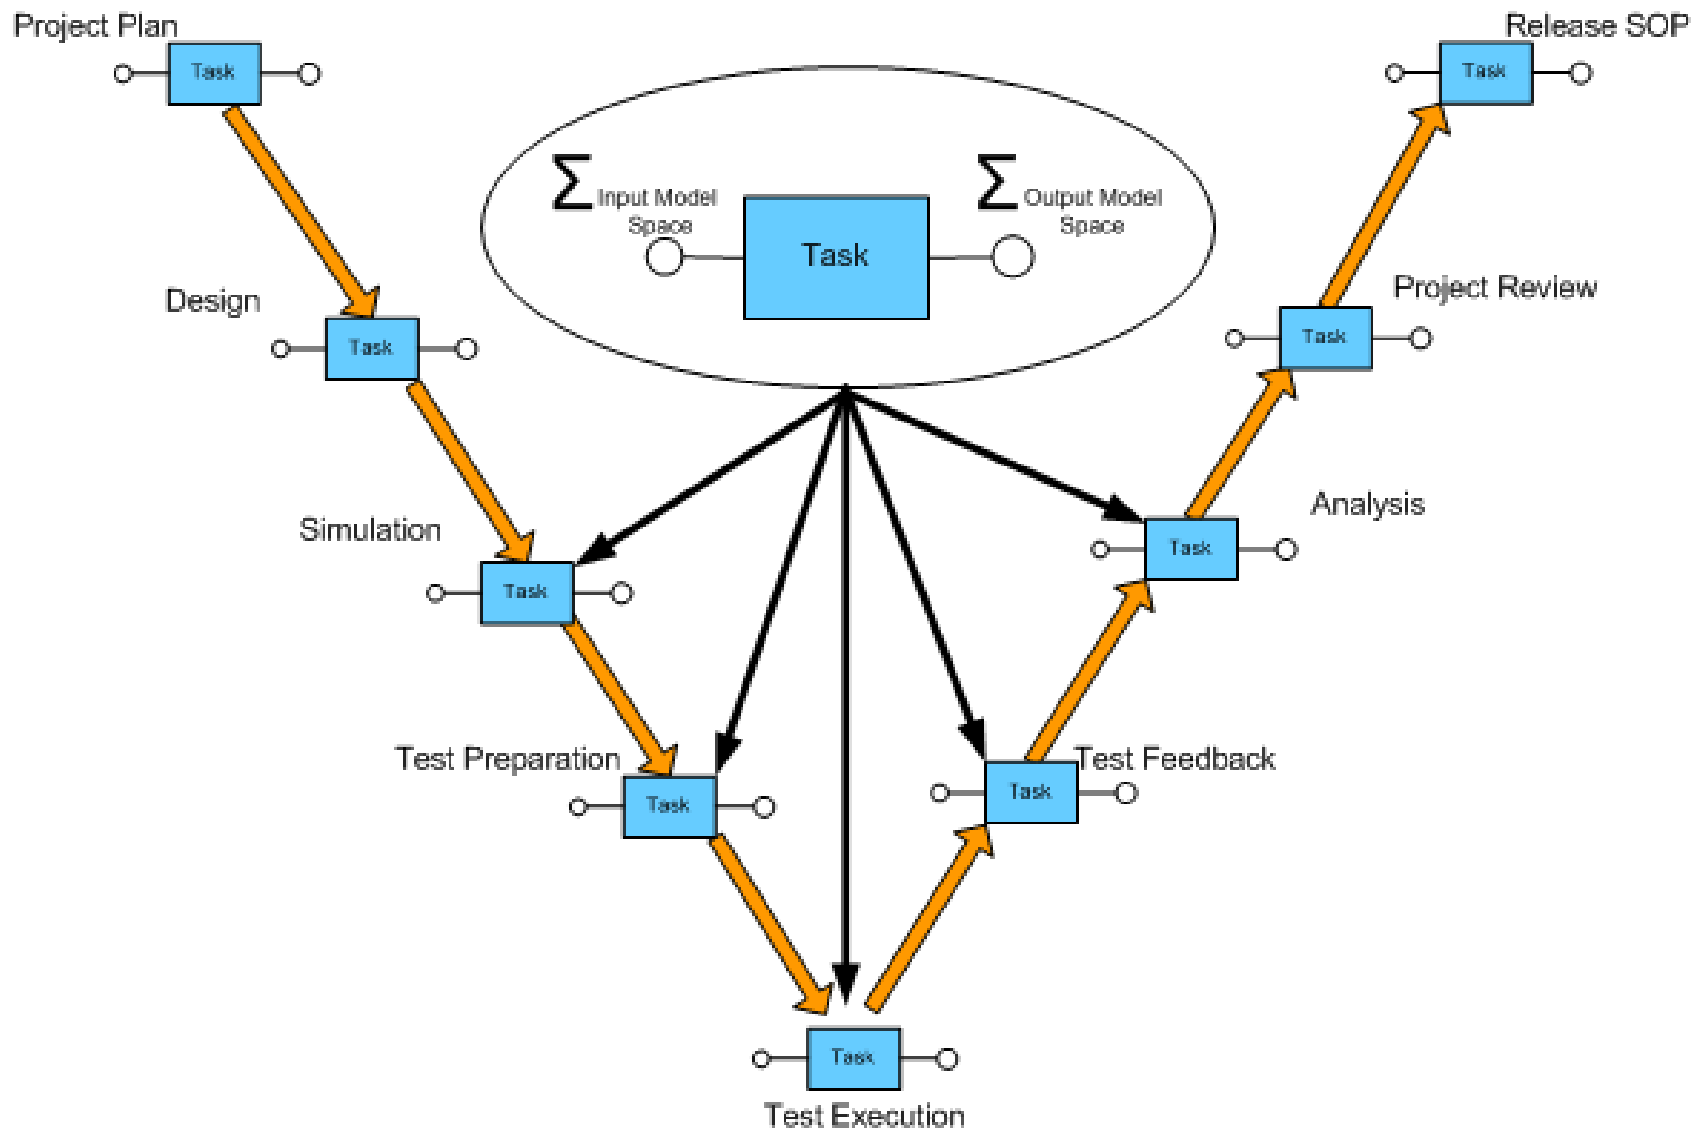 Project Plan
Release SOP
Task
Task
Σ Input Model
Space
Σ Output Model
Space
Task
Project Review
Design
Task
Task
Analysis
Simulation
Task
Task
Test Preparation
Test Feedback
Task
Task
Task
Test Execution